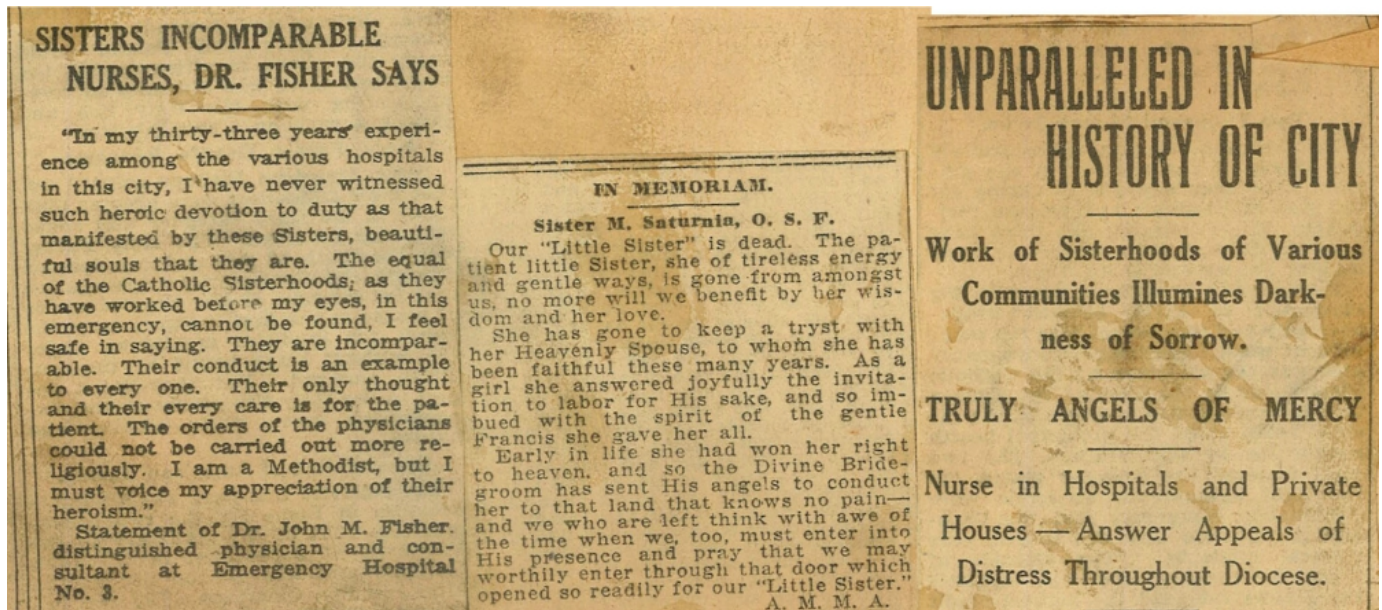 SISTERS INCOMPARABLE
NURSES, DR. FISHER SAYS
"In my thirty-three years' experi-
ence among the various hospitals
in this city, I have never witnessed
such heroic devotion to duty as that
manifested by these Sisters, beauti-
ful souls that they are. The equal
of the Catholic Sisterhoods, as they
have worked before my eyes, in this
emergency, cannot be found, I feel
safe in saying. They are incompar-
able. Their conduct is an example
to every one. Their only thought
and their every care is for the pa-
tient. The orders of the physicians
could not be carried out more re-
ligiously. I am a Methodist, but I
must voice my appreciation of their
heroism."
Statement of Dr. John M. Fisher.
distinguished physician and con-
sultant at Emergency Hospital
No. 3.
IN MEMORIAM.
Sister M. Saturnia, O. S. F.
Our "Little Sister" is dead. The pa-
tient little Sister, she of tireless energy
and gentle ways, is gone from amongst
us, no more will we benefit by her wis-
dom and her love.
She has gone to keep a tryst with
her Heavenly Spouse, to whom she has
been faithful these many years. As a
girl she answered joyfully the invita-
tion to labor for His sake, and so im-
bued with the spirit of the gentle
Francis she gave her all.
Early in life she had won her right
to heaven, and so the Divine Bride-
groom has sent His angels to conduct
her to that land that knows no pain—
and we who are left think with awe of
the time when we, too, must enter into
His presence and pray that we may
worthily enter through that door which
opened so readily for our "Little Sister."
A. M. M. A.
UNPARALLELED IN
HISTORY OF CITY
Work of Sisterhoods of Various
Communities Illumines Dark-
ness of Sorrow.
TRULY ANGELS OF MERCY
Nurse in Hospitals and Private
Houses — Answer Appeals of
Distress Throughout Diocese.